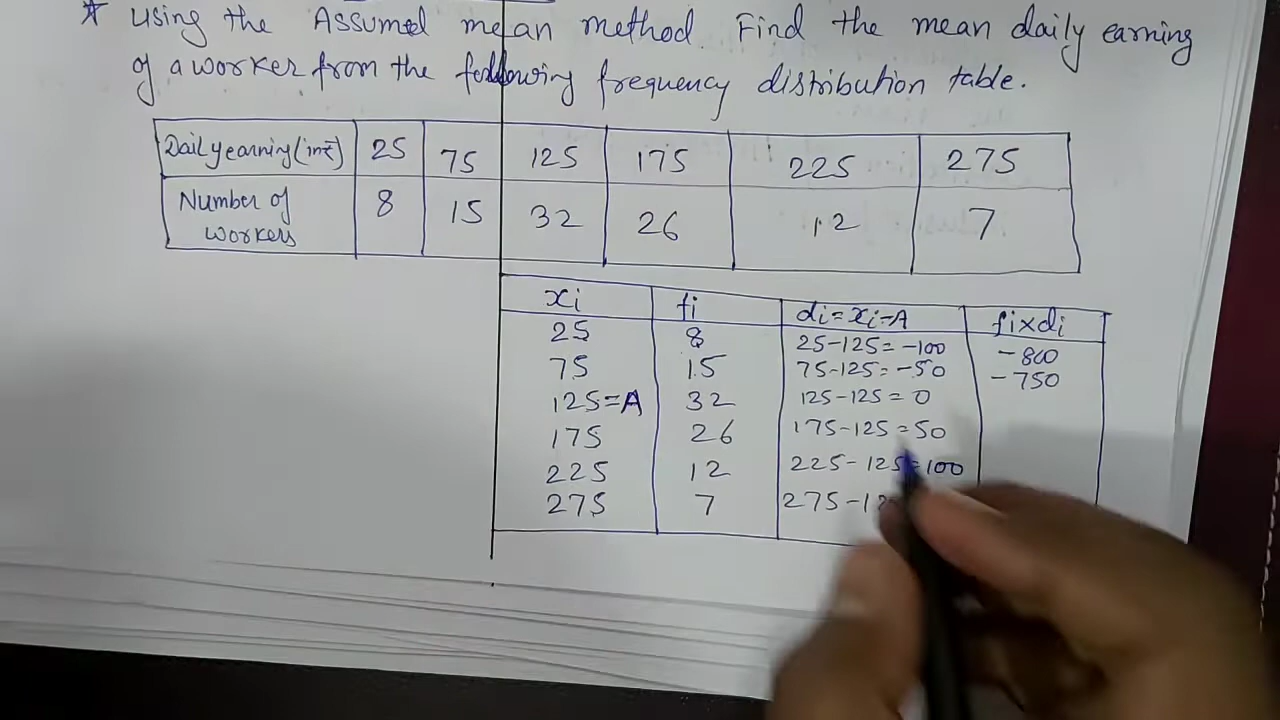 * Using the Assumed mean method. Find the mean daily earning
of a worker from the following frequency distribution table.
Daily earning (in ₹) 25 75 125 175 225 275
Number of workers 8 15 32 26 12 7
xi fi di=xi-A fixdi
25 8 25-125=-100 -800
75 15 75-125=-50 -750
125=A 32 125-125=0
175 26 175-125=50
225 12 225-125=100
275 7 275-12